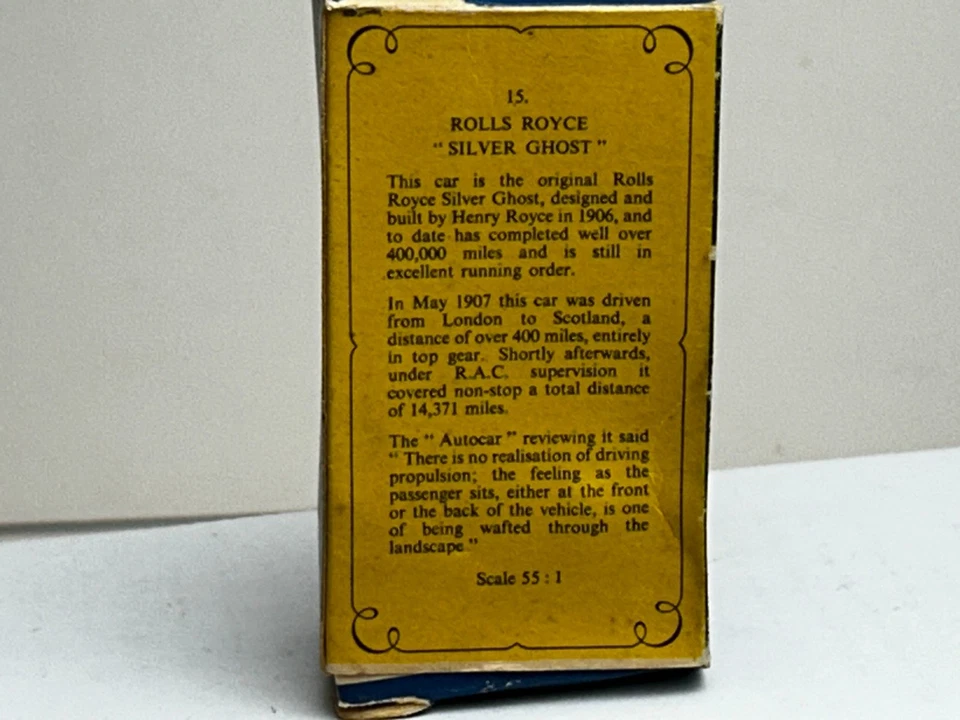 15.
ROLLS ROYCE
" SILVER GHOST "
This car is the original Rolls
Royce Silver Ghost, designed and
built by Henry Royce in 1906, and
to date has completed well over
400,000 miles and is still in
excellent running order.
In May 1907 this car was driven
from London to Scotland, a
distance of over 400 miles, entirely
in top gear. Shortly afterwards,
under R.A.C. supervision it
covered non-stop a total distance
of 14,371 miles.
The " Autocar " reviewing it said
" There is no realisation of driving
propulsion; the feeling as the
passenger sits, either at the front
or the back of the vehicle, is one
of being wafted through the
landscape "
Scale 55 : 1